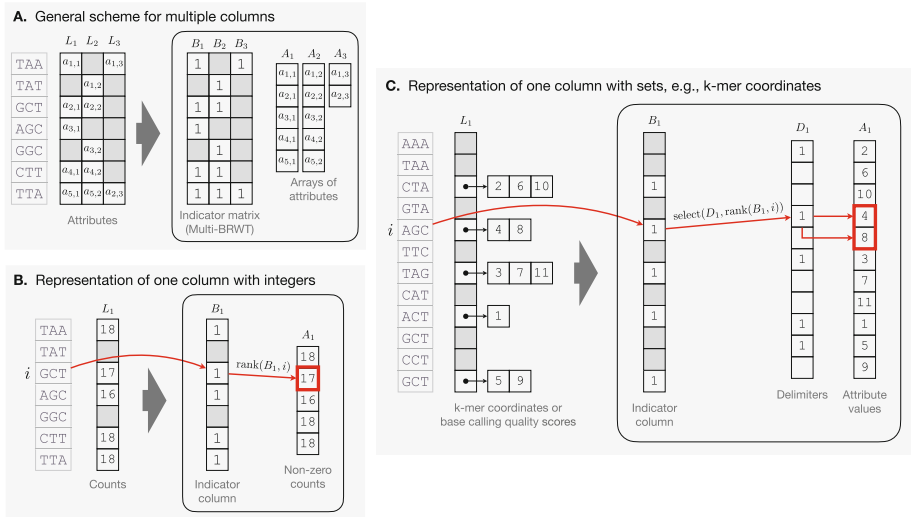 A. General scheme for multiple columns
L1 L2 L3
B1 B2 B3
A1 A2 A3
TAA a1,1 a1,3 1 1
TAT a1,2 1
GCT a2,1 a2,2 1 1
AGC a3,1 1
GGC a3,2 1
CTT a4,1 a4,2 1 1
TTA a5,1 a5,2 a2,3 1 1 1
a1,1 a1,2 a1,3
a2,1 a2,2 a2,3
a3,1 a3,2
a4,1 a4,2
a5,1 a5,2
Attributes
Indicator matrix
(Multi-BRWT)
Arrays of
attributes
B. Representation of one column with integers
L1 B1 A1
TAA 18 1
TAT
i GCT 17 1
AGC 16 1
GGC
CTT 18 1
TTA 18 1
rank(B1, i)
18
17
16
18
18
Counts
Indicator
column
Non-zero
counts
C. Representation of one column with sets, e.g., k-mer coordinates
L1 B1 D1 A1
AAA
TAA
CTA 2 6 10 1
GTA
i AGC 4 8 1
TTC
TAG 3 7 11 1
CAT
ACT 1 1
GCT
CCT
GCT 5 9 1
select(D1, rank(B1, i))
1 2
6
10
1 4
8
1 3
7
11
1 1
1 5
9
k-mer coordinates or
base calling quality scores
Indicator
column
Delimiters
Attribute
values